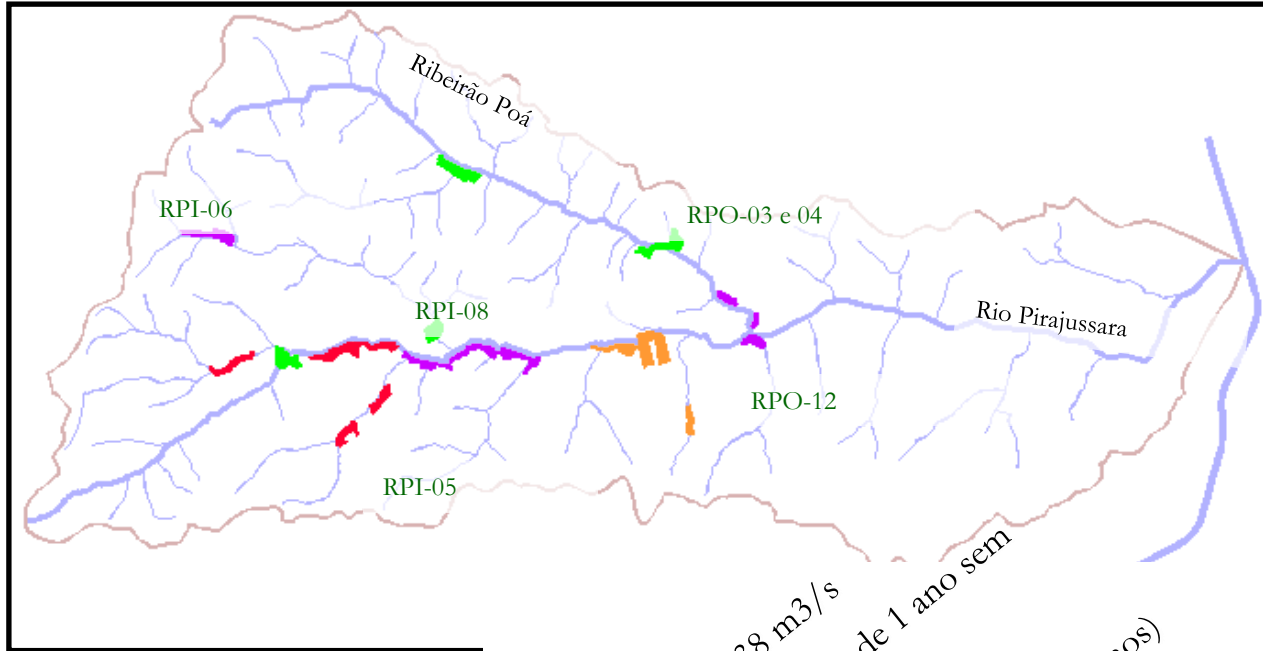 Ribeirão Poá
RPI-06
RPO-03 e 04
RPI-08
Rio Pirajussara
RPO-12
RPI-05
m3/s
de 1 ano sem